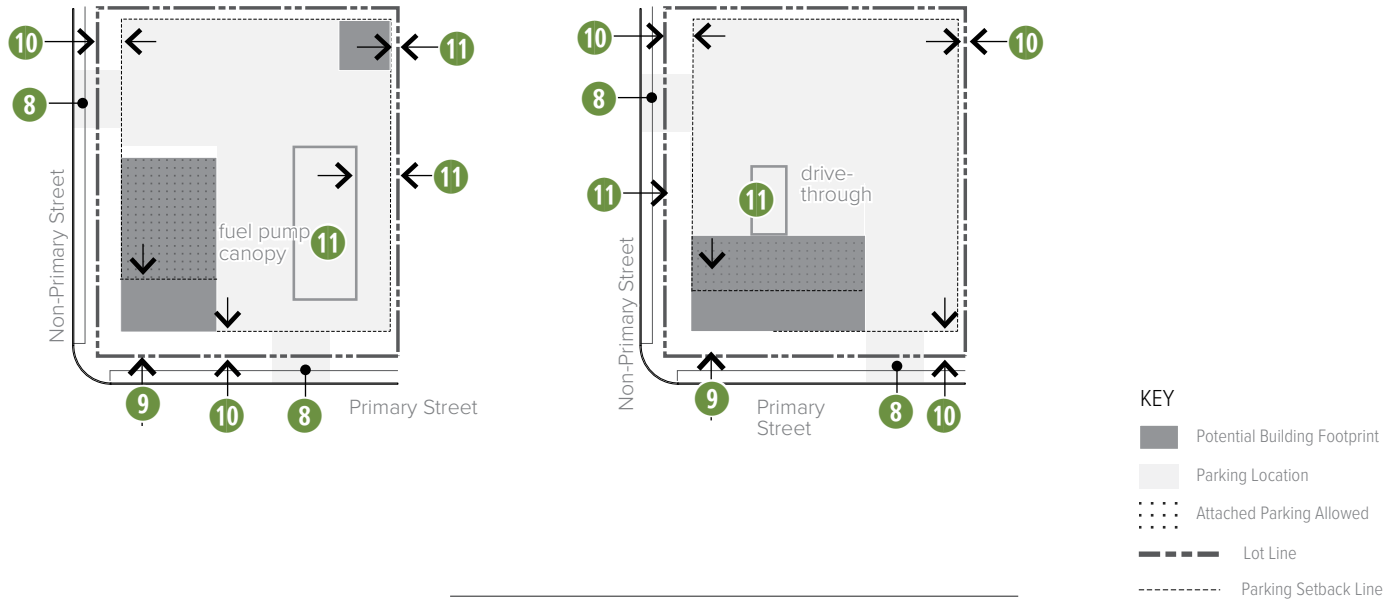 10
11
8
11
Non-Primary Street
fuel pump
canopy
11
9
10
8
Primary Street
10
10
8
11
11
drive-
through
Non-Primary Street
9
Primary
Street
8
10
KEY
Potential Building Footprint
Parking Location
Attached Parking Allowed
Lot Line
Parking Setback Line